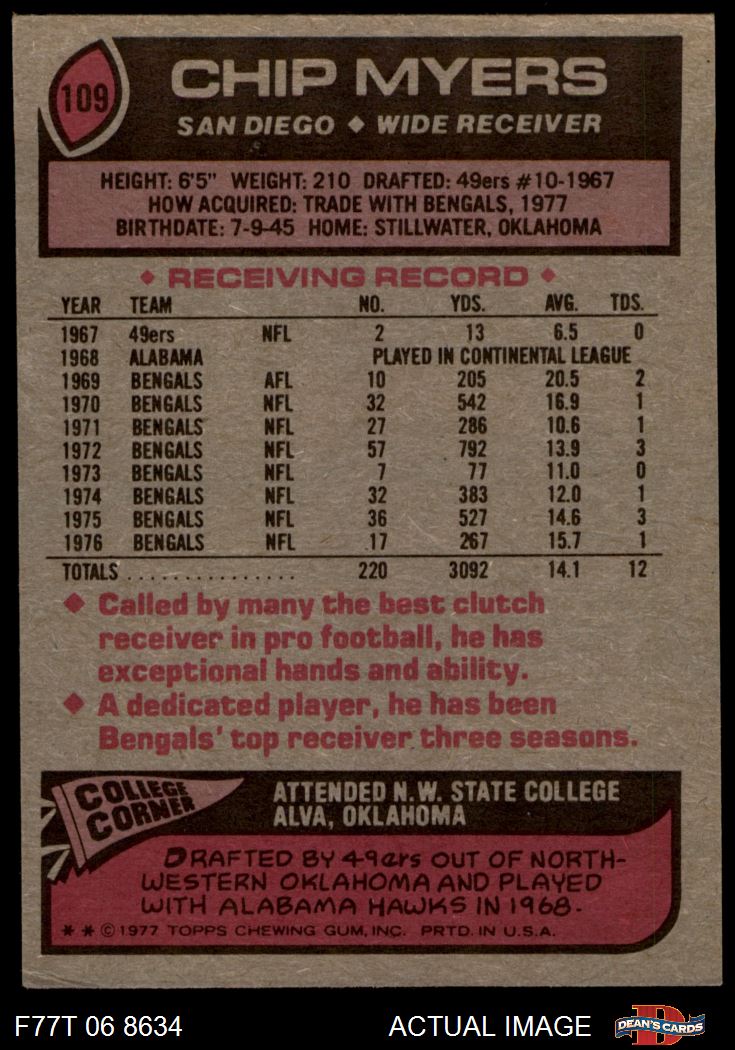 109
CHIP MYERS
SAN DIEGO ◆ WIDE RECEIVER
HEIGHT: 6'5" WEIGHT: 210 DRAFTED: 49ers #10-1967
HOW ACQUIRED: TRADE WITH BENGALS, 1977
BIRTHDATE: 7-9-45 HOME: STILLWATER, OKLAHOMA
◆ RECEIVING RECORD ◆
YEAR TEAM NO. YDS. AVG. TDS.
1967 49ers NFL 2 13 6.5 0
1968 ALABAMA PLAYED IN CONTINENTAL LEAGUE
1969 BENGALS AFL 10 205 20.5 2
1970 BENGALS NFL 32 542 16.9 1
1971 BENGALS NFL 27 286 10.6 1
1972 BENGALS NFL 57 792 13.9 3
1973 BENGALS NFL 7 77 11.0 0
1974 BENGALS NFL 32 383 12.0 1
1975 BENGALS NFL 36 527 14.6 3
1976 BENGALS NFL 17 267 15.7 1
TOTALS . . . . . . . . . . . . . . . . 220 3092 14.1 12
◆ Called by many the best clutch
receiver in pro football, he has
exceptional hands and ability.
◆ A dedicated player, he has been
Bengals' top receiver three seasons.
COLLEGE
CORNER
ATTENDED N.W. STATE COLLEGE
ALVA, OKLAHOMA
DRAFTED BY 49ers OUT OF NORTH-
WESTERN OKLAHOMA AND PLAYED
WITH ALABAMA HAWKS IN 1968.
* * © 1977 TOPPS CHEWING GUM, INC. PRTD. IN U.S.A.
F77T 06 8634 ACTUAL IMAGE D DEAN'S CARDS